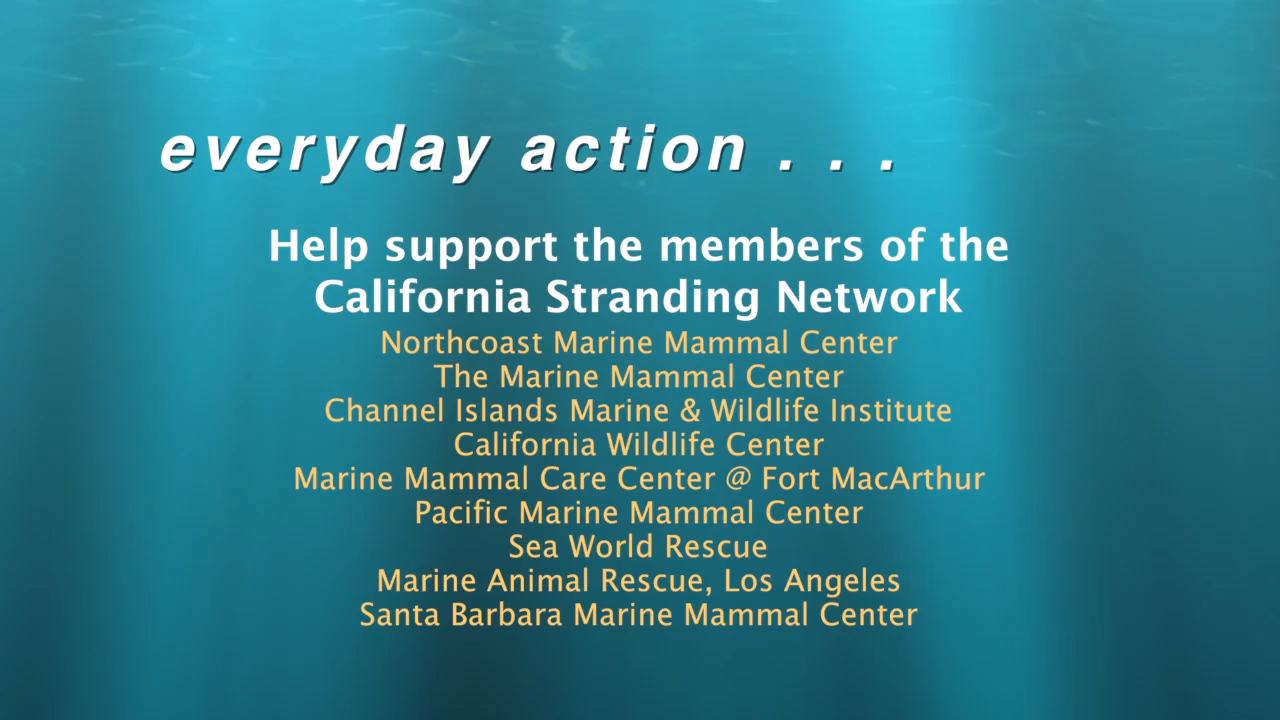 everyday action . . .
Help support the members of the
California Stranding Network
Northcoast Marine Mammal Center
The Marine Mammal Center
Channel Islands Marine & Wildlife Institute
California Wildlife Center
Marine Mammal Care Center @ Fort MacArthur
Pacific Marine Mammal Center
Sea World Rescue
Marine Animal Rescue, Los Angeles
Santa Barbara Marine Mammal Center